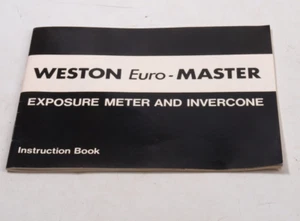 WESTON Euro-MASTER
EXPOSURE METER AND INVERCONE
Instruction Book